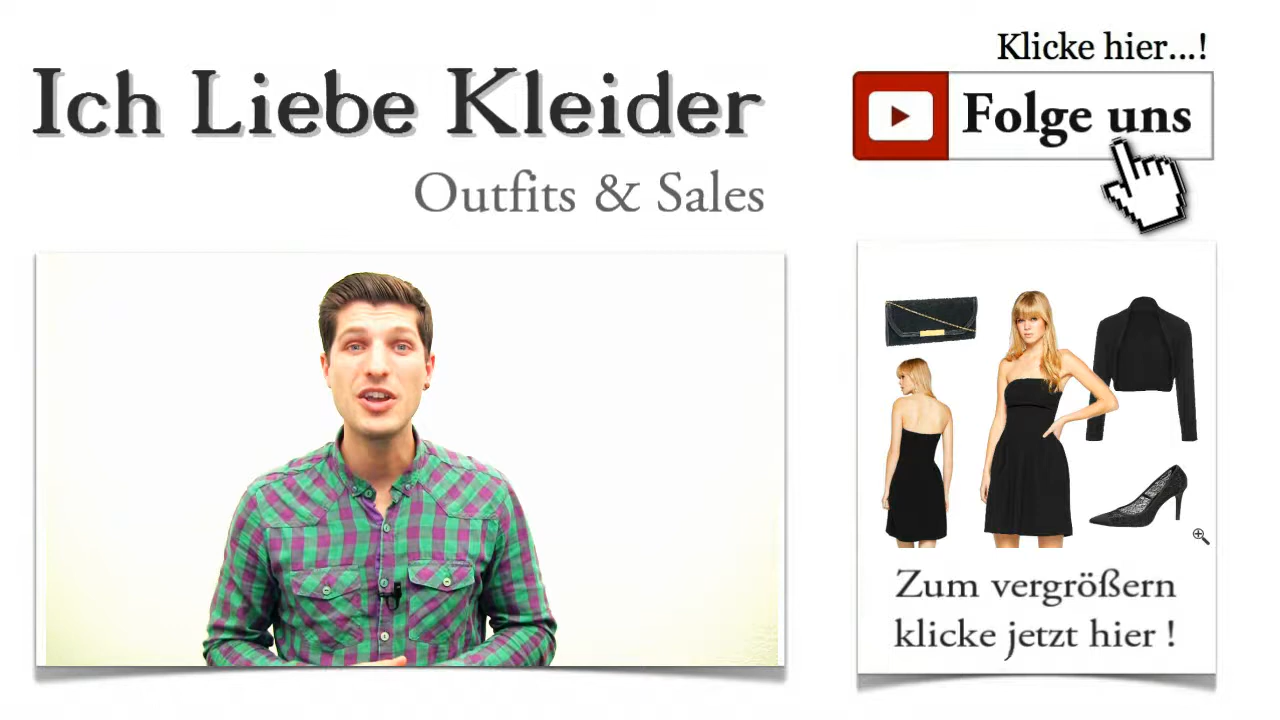 Ich Liebe Kleider
Outfits & Sales
Klicke hier...!
Folge uns
Zum vergrößern
klicke jetzt hier !